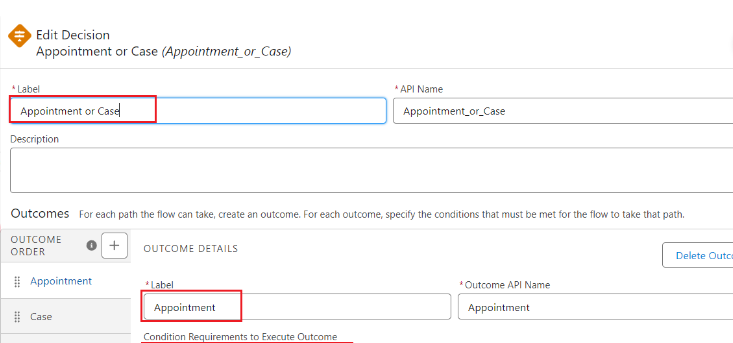 Edit Decision
Appointment or Case (Appointment_or_Case)
* Label
* API Name
Appointment or Case
Appointment_or_Case
Description
Outcomes For each path the flow can take, create an outcome. For each outcome, specify the conditions that must be met for the flow to take that path.
OUTCOME ORDER
OUTCOME DETAILS
Delete Outco
Appointment
* Label
* Outcome API Name
Appointment
Appointment
Case
Condition Requirements to Execute Outcome